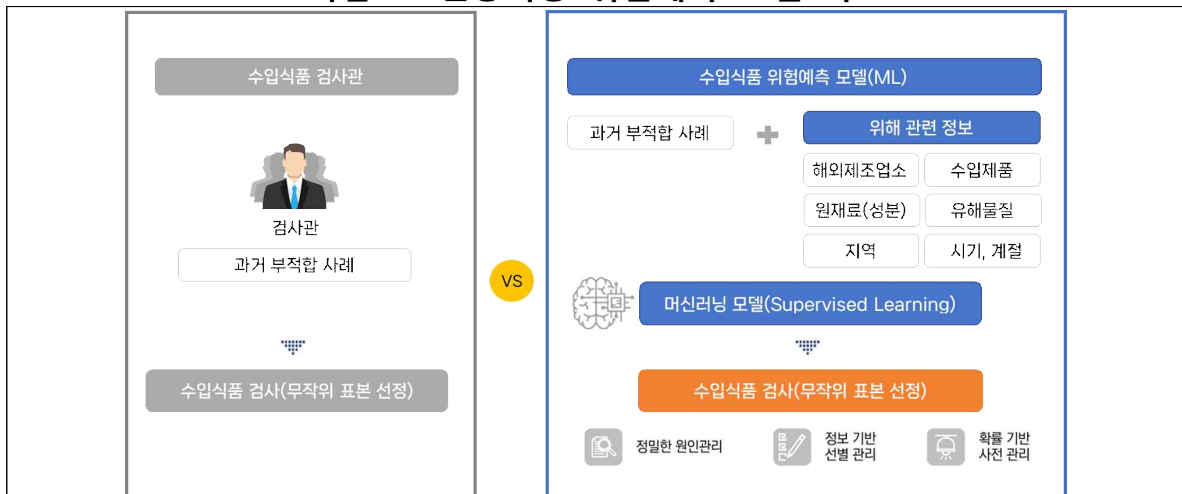 수입식품 검사관
검사관
과거 부적합 사례
수입식품 검사(무작위 표본 선정)
VS
수입식품 위험예측 모델(ML)
과거 부적합 사례
위해 관련 정보
해외제조업소 수입제품
원재료(성분) 유해물질
지역 시기, 계절
머신러닝 모델(Supervised Learning)
수입식품 검사(무작위 표본 선정)
정밀한 원인관리
정보 기반
선별 관리
확률 기반
사전 관리